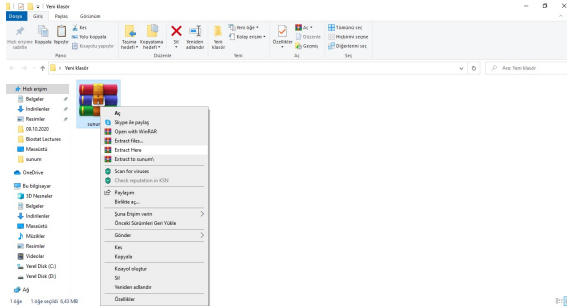 Yeni klasör
Dosya Giriş Paylaş Görünüm
Hızlı erişime sabitle
Kopyala
Yapıştır
Kes
Yolu kopyala
Kısayolu yapıştır
Pano
Taşıma hedefi
Kopyalama hedefi
Sil
Yeniden adlandır
Düzenle
Yeni klasör
Yeni öğe
Kolay erişim
Yeni
Özellikler
Aç
Düzenle
Geçmiş
Aç
Tümünü seç
Hiçbirini seçme
Diğerlerini seç
Seç
Yeni klasör
Ara: Yeni klasör
Hızlı erişim
Belgeler
İndirilenler
Resimler
09.10.2020
Biostat Lectures
Masaüstü
sunum
OneDrive
Bu bilgisayar
3D Nesneler
Belgeler
İndirilenler
Masaüstü
Müzikler
Resimler
Videolar
Yerel Disk (C:)
Yerel Disk (D:)
Ağ
Aç
Skype ile paylaş
Open with WinRAR
Extract files...
Extract Here
Extract to sunum\
Scan for viruses
Check reputation in KSN
Paylaşım
Birlikte aç...
Şuna Erişim verin
Önceki Sürümleri Geri Yükle
Gönder
Kes
Kopyala
Kısayol oluştur
Sil
Yeniden adlandır
Özellikler
1 öğe 1 öğe seçildi 6,43 MB